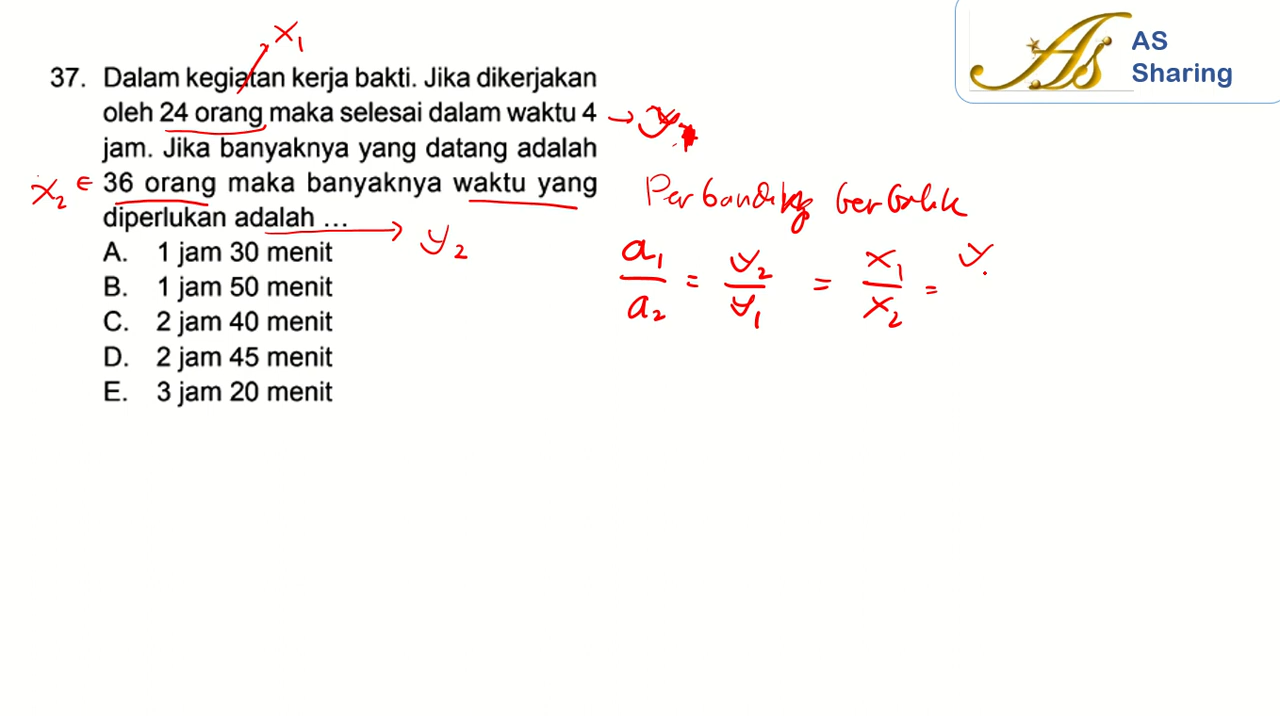 x₁
AS
Sharing
37. Dalam kegiatan kerja bakti. Jika dikerjakan
oleh 24 orang maka selesai dalam waktu 4
jam. Jika banyaknya yang datang adalah
x₂ 36 orang maka banyaknya waktu yang
diperlukan adalah ... → y₂
A. 1 jam 30 menit
B. 1 jam 50 menit
C. 2 jam 40 menit
D. 2 jam 45 menit
E. 3 jam 20 menit
berbalik
a₁/a₂ = y₂/y₁ = x₁/x₂ = y